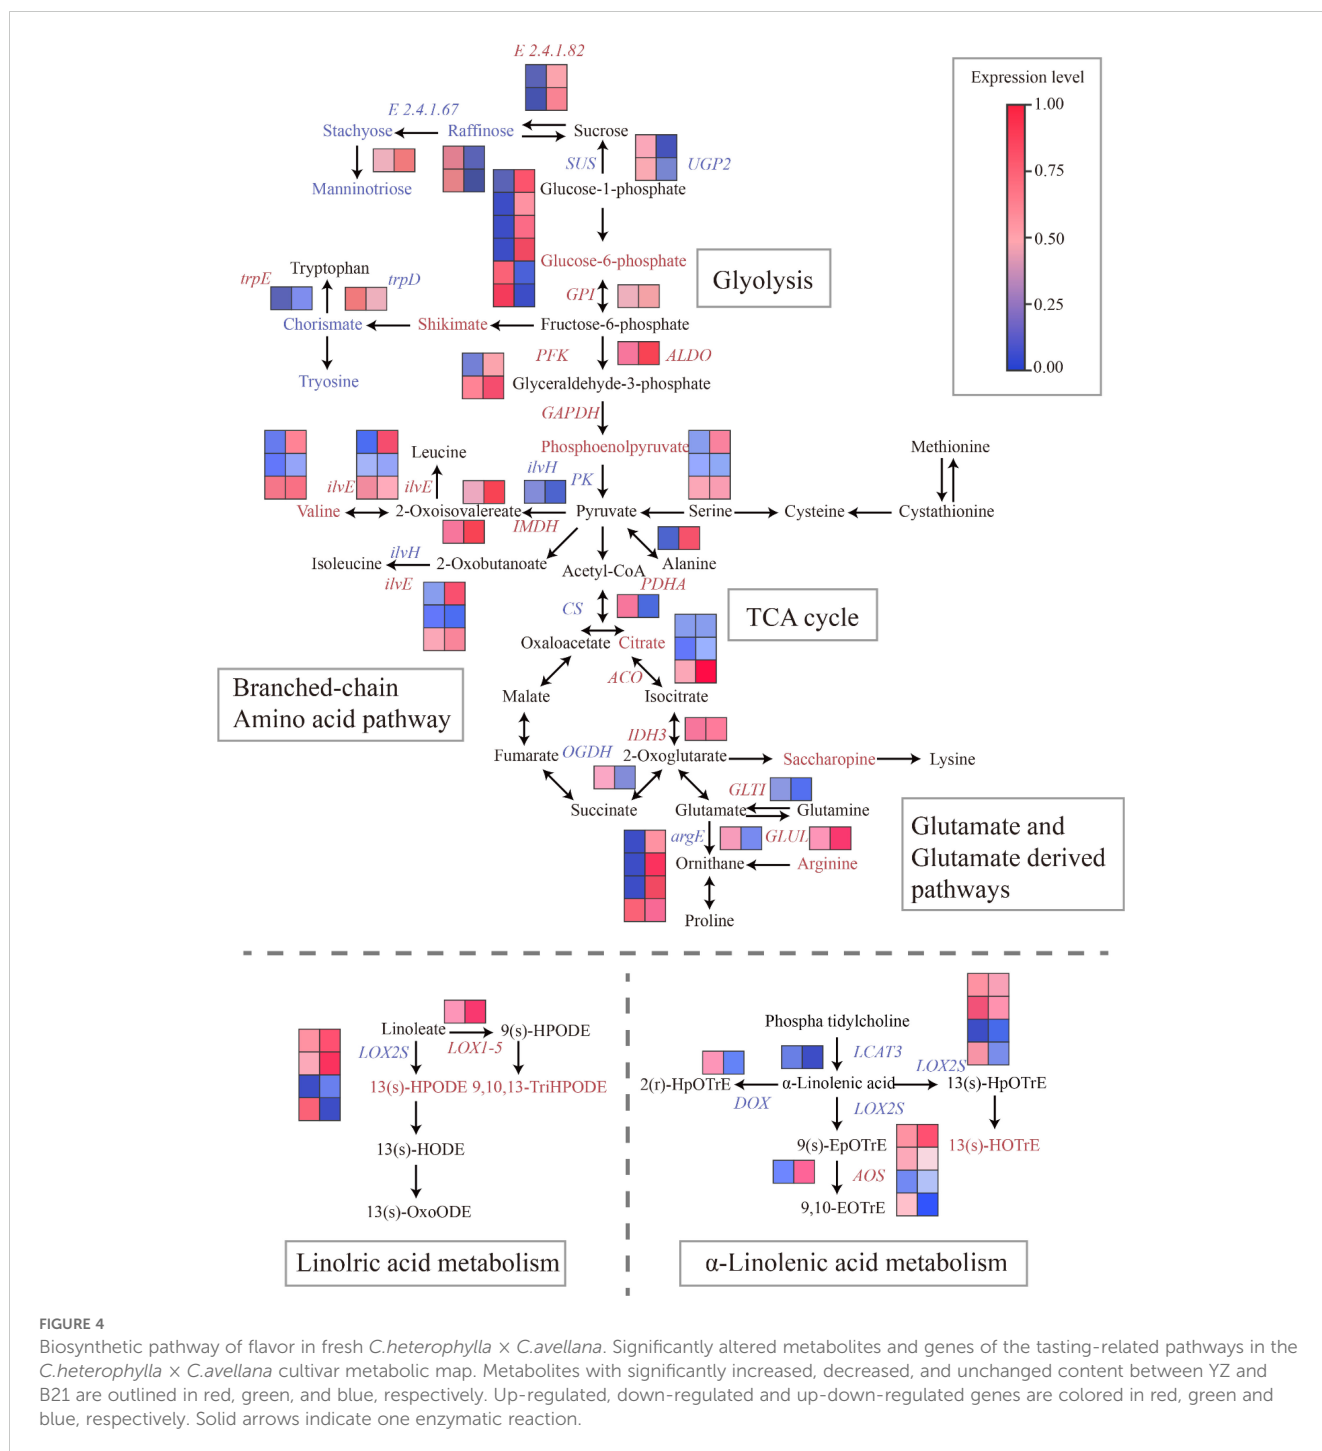 E 2.4.1.82
Expression level
1.00
0.75
0.50
0.25
0.00
E 2.4.1.67
Stachyose
Raffinose
Sucrose
SUS
UGP2
Manninotriose
Glucose-1-phosphate
Glucose-6-phosphate
Glyolysis
trpE
Tryptophan
trpD
GPI
Chorismate
Shikimate
Fructose-6-phosphate
PFK
ALDO
Tryosine
Glyceraldehyde-3-phosphate
GAPDH
Phosphoenolpyruvate
Leucine
Methionine
ilvH
PK
ilvE
ilvE
Valine
2-Oxoisovalereate
Pyruvate
Serine
Cysteine
Cystathionine
IMDH
ilvH
Isoleucine
2-Oxobutanoate
Acetyl-CoA
Alanine
ilvE
PDHA
CS
TCA cycle
Oxaloacetate
Citrate
ACO
Branched-chain
Amino acid pathway
Malate
Isocitrate
IDH3
Fumarate
OGDH
2-Oxoglutarate
Saccharopine
Lysine
GLTI
Succinate
Glutamate
Glutamine
argE
GLUL
Glutamate and
Glutamate derived
pathways
Ornithane
Arginine
Proline
Linoleate
9(s)-HPODE
LOX2S
LOX1-5
13(s)-HPODE
9,10,13-TriHPODE
13(s)-HODE
13(s)-OxoODE
Linolric acid metabolism
Phospha tidylcholine
LCAT3
LOX2S
2(r)-HpOTrE
α-Linolenic acid
13(s)-HpOTrE
DOX
LOX2S
9(s)-EpOTrE
13(s)-HOTrE
AOS
9,10-EOTrE
α-Linolenic acid metabolism
FIGURE 4
Biosynthetic pathway of flavor in fresh C.heterophylla × C.avellana. Significantly altered metabolites and genes of the tasting-related pathways in the
C.heterophylla × C.avellana cultivar metabolic map. Metabolites with significantly increased, decreased, and unchanged content between YZ and
B21 are outlined in red, green, and blue, respectively. Up-regulated, down-regulated and up-down-regulated genes are colored in red, green and
blue, respectively. Solid arrows indicate one enzymatic reaction.